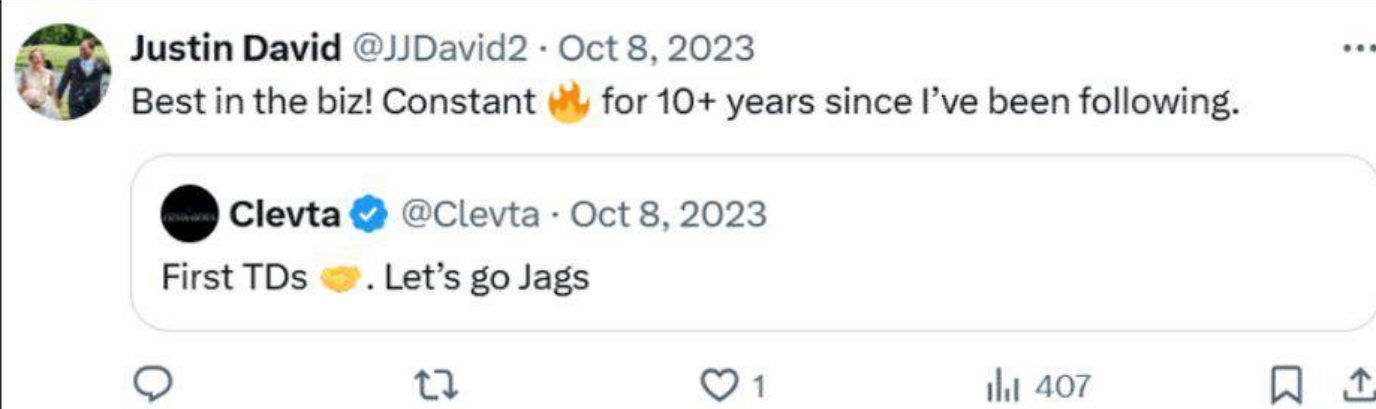 Justin David @JJDavid2 · Oct 8, 2023
Best in the biz! Constant 🔥 for 10+ years since I’ve been following.
Clevta @Clevta · Oct 8, 2023
First TDs 🤝. Let’s go Jags
1 407